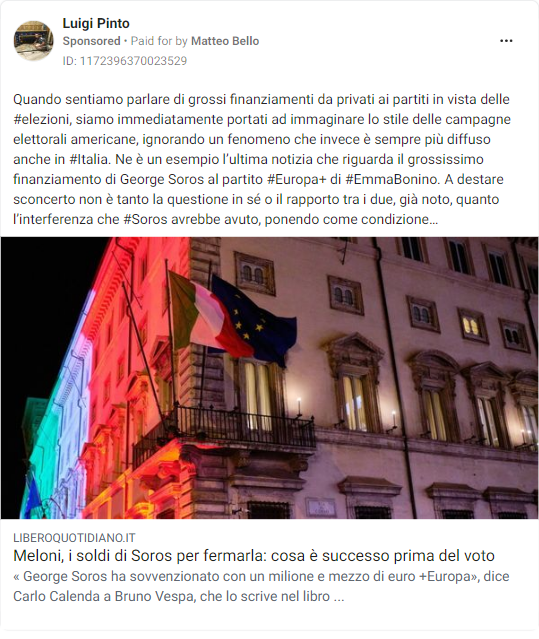 Luigi Pinto
Sponsored • Paid for by Matteo Bello
ID: 1172396370023529
Quando sentiamo parlare di grossi finanziamenti da privati ai partiti in vista delle
#elezioni, siamo immediatamente portati ad immaginare lo stile delle campagne
elettorali americane, ignorando un fenomeno che invece è sempre più diffuso
anche in #Italia. Ne è un esempio l’ultima notizia che riguarda il grossissimo
finanziamento di George Soros al partito #Europa+ di #EmmaBonino. A destare
sconcerto non è tanto la questione in sé o il rapporto tra i due, già noto, quanto
l’interferenza che #Soros avrebbe avuto, ponendo come condizione…
LIBEROQUOTIDIANO.IT
Meloni, i soldi di Soros per fermarla: cosa è successo prima del voto
« George Soros ha sovvenzionato con un milione e mezzo di euro +Europa», dice
Carlo Calenda a Bruno Vespa, che lo scrive nel libro ...